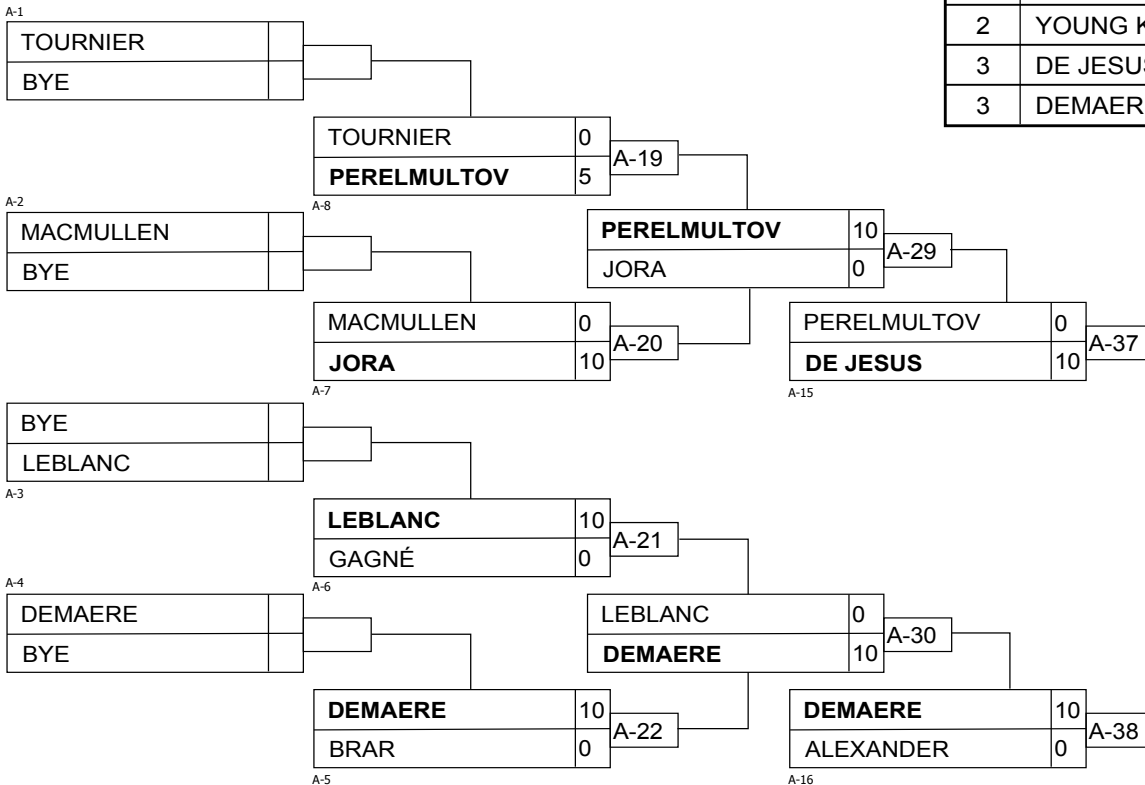 A-1
TOURNIER
BYE
2 YOUNG K
3 DE JESUS
3 DEMAER
TOURNIER 0
PERELMULTOV 5
A-19
A-8
A-2
MACMULLEN
BYE
PERELMULTOV 10
JORA 0
A-29
MACMULLEN 0
JORA 10
A-20
A-7
PERELMULTOV 0
DE JESUS 10
A-37
A-15
BYE
LEBLANC
A-3
LEBLANC 10
GAGNÉ 0
A-21
A-6
A-4
DEMAERE
BYE
LEBLANC 0
DEMAERE 10
A-30
DEMAERE 10
BRAR 0
A-22
A-5
DEMAERE 10
ALEXANDER 0
A-38
A-16